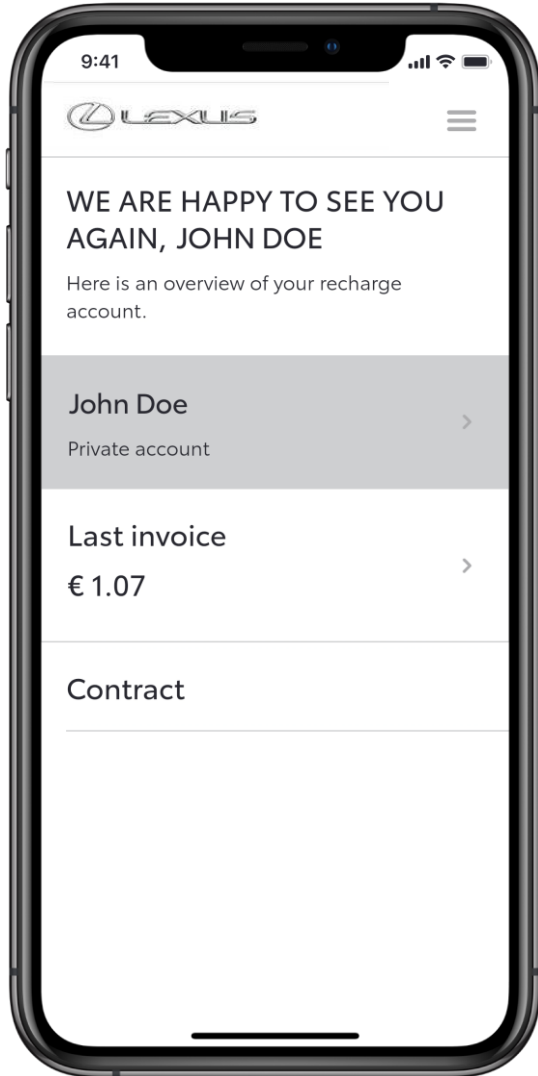 9:41
LEXUS
WE ARE HAPPY TO SEE YOU
AGAIN, JOHN DOE
Here is an overview of your recharge
account.
John Doe
Private account
Last invoice
€ 1.07
Contract